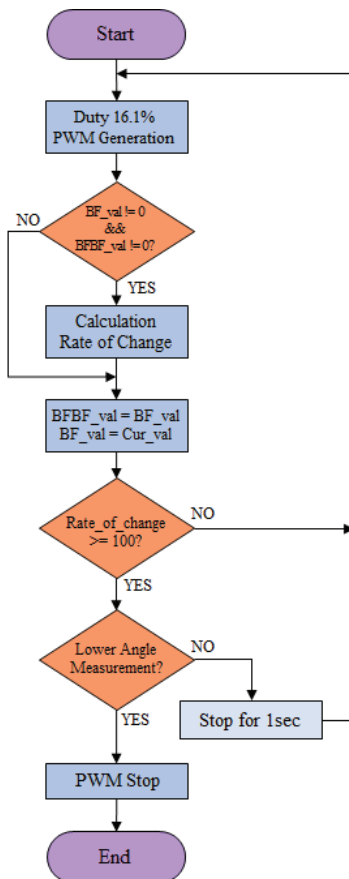 Start
Duty 16.1%
PWM Generation
BF_val != 0
&&
BFBF_val != 0?
NO
YES
Calculation
Rate of Change
BFBF_val = BF_val
BF_val = Cur_val
Rate_of_change
>= 100?
NO
YES
Lower Angle
Measurement?
NO
YES
Stop for 1sec
PWM Stop
End